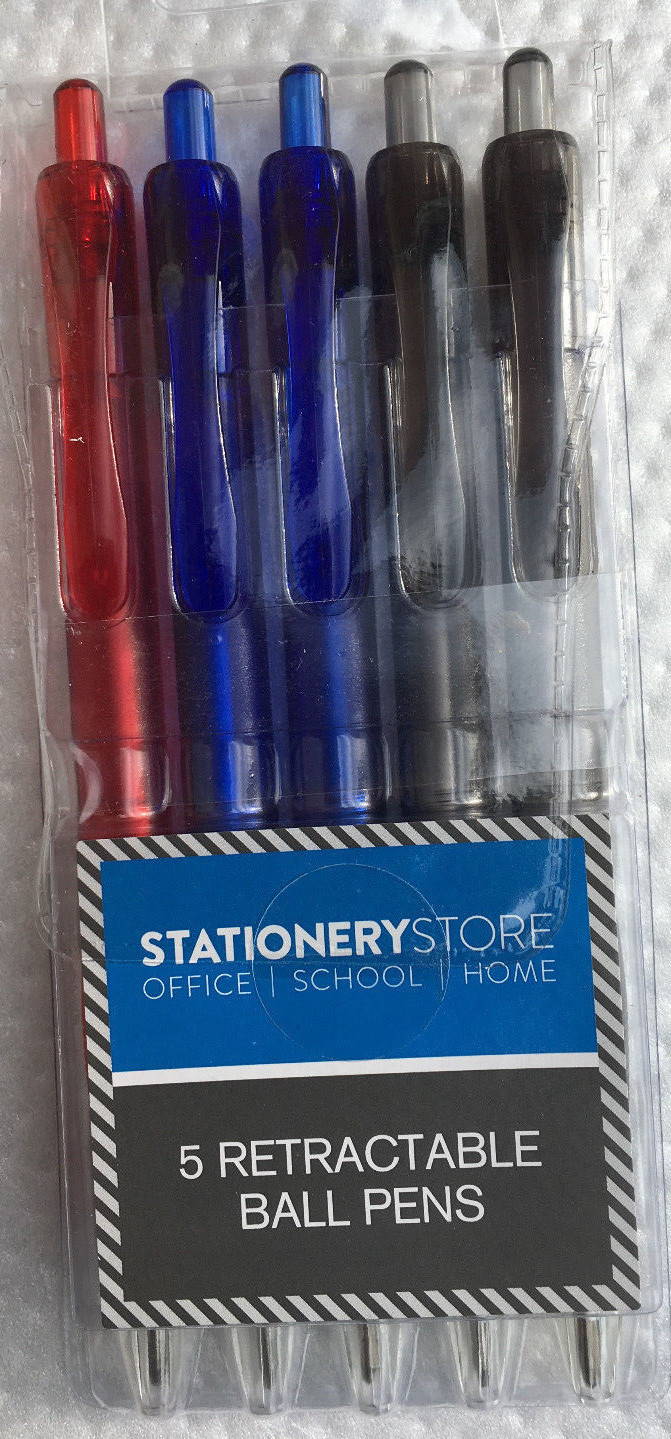 STATIONERYSTORE
OFFICE | SCHOOL | HOME
5 RETRACTABLE
BALL PENS